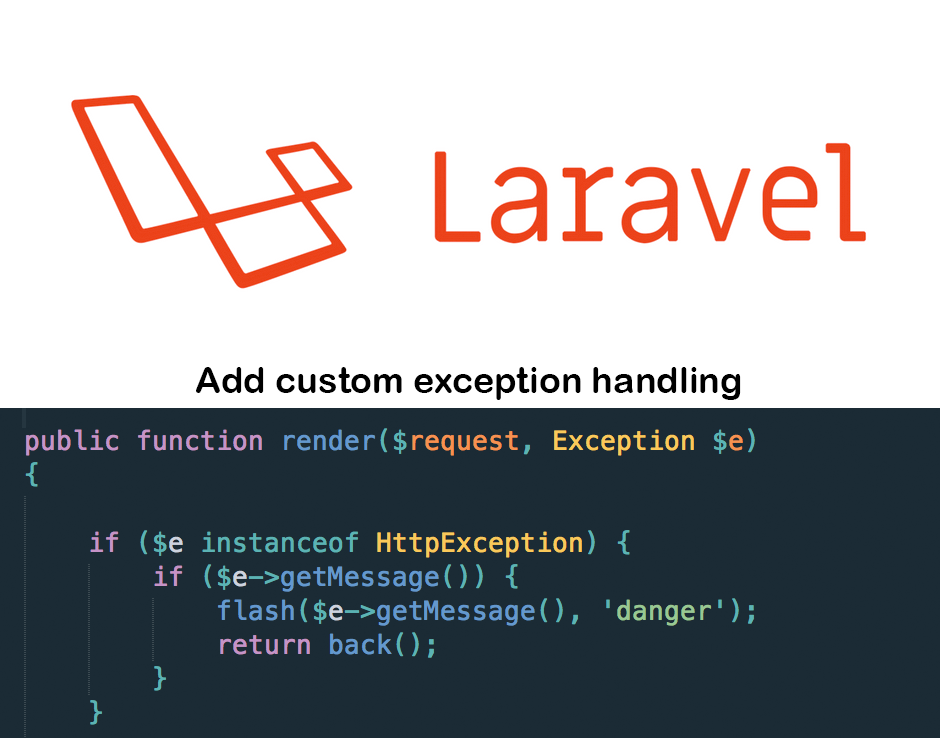 Laravel
Add custom exception handling
public function render($request, Exception $e)
{
if ($e instanceof HttpException) {
if ($e->getMessage()) {
flash($e->getMessage(), 'danger');
return back();
}
}